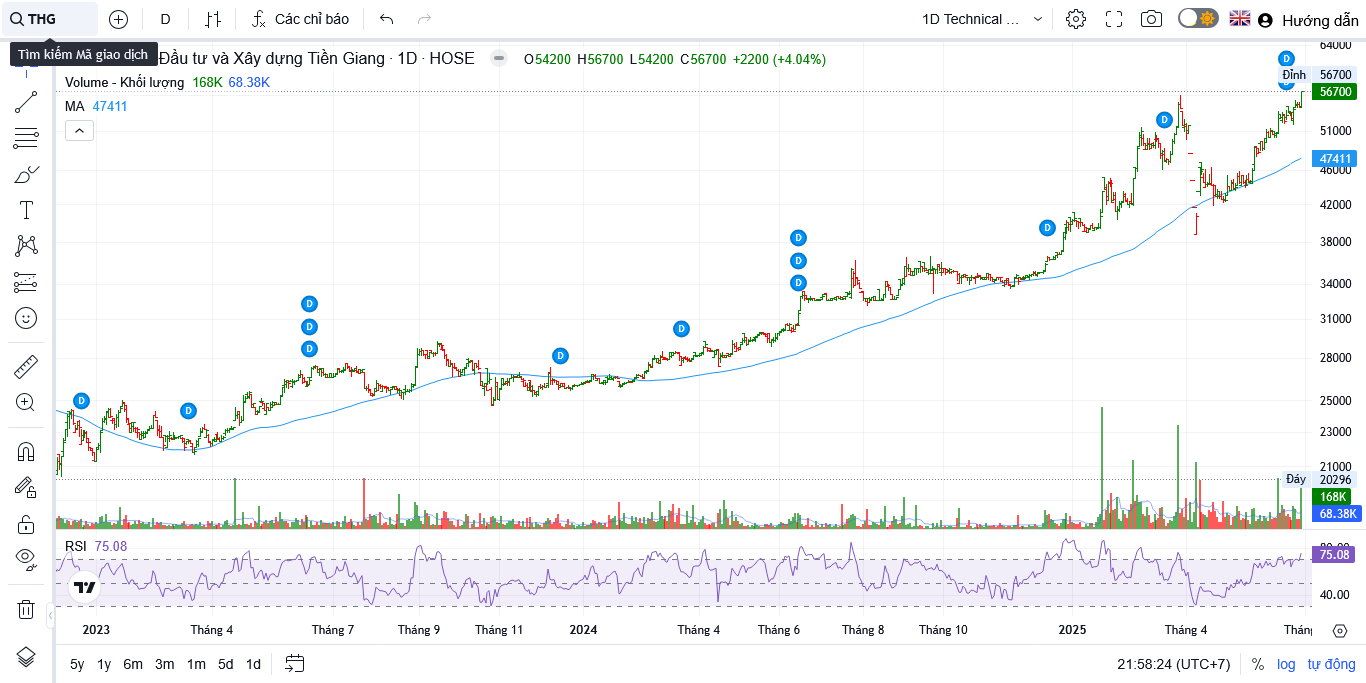 THG
D
Các chỉ báo
1D Technical ...
Hướng dẫn
Tìm kiếm Mã giao dịch
Đầu tư và Xây dựng Tiền Giang · 1D · HOSE
O54200 H56700 L54200 C56700 +2200 (+4.04%)
Volume - Khối lượng 168K 68.38K
MA 47411
64000
D
Đỉnh 56700
56700
D
51000
47411
46000
42000
D
38000
D
D
D
34000
D
D
D
D
D
31000
28000
D
D
25000
23000
21000
Đáy 20296
168K
68.38K
RSI 75.08
75.08
40.00
2023
Tháng 4
Tháng 7
Tháng 9
Tháng 11
2024
Tháng 4
Tháng 6
Tháng 8
Tháng 10
2025
Tháng 4
5y 1y 6m 3m 1m 5d 1d
21:58:24 (UTC+7)
%
log
tự động